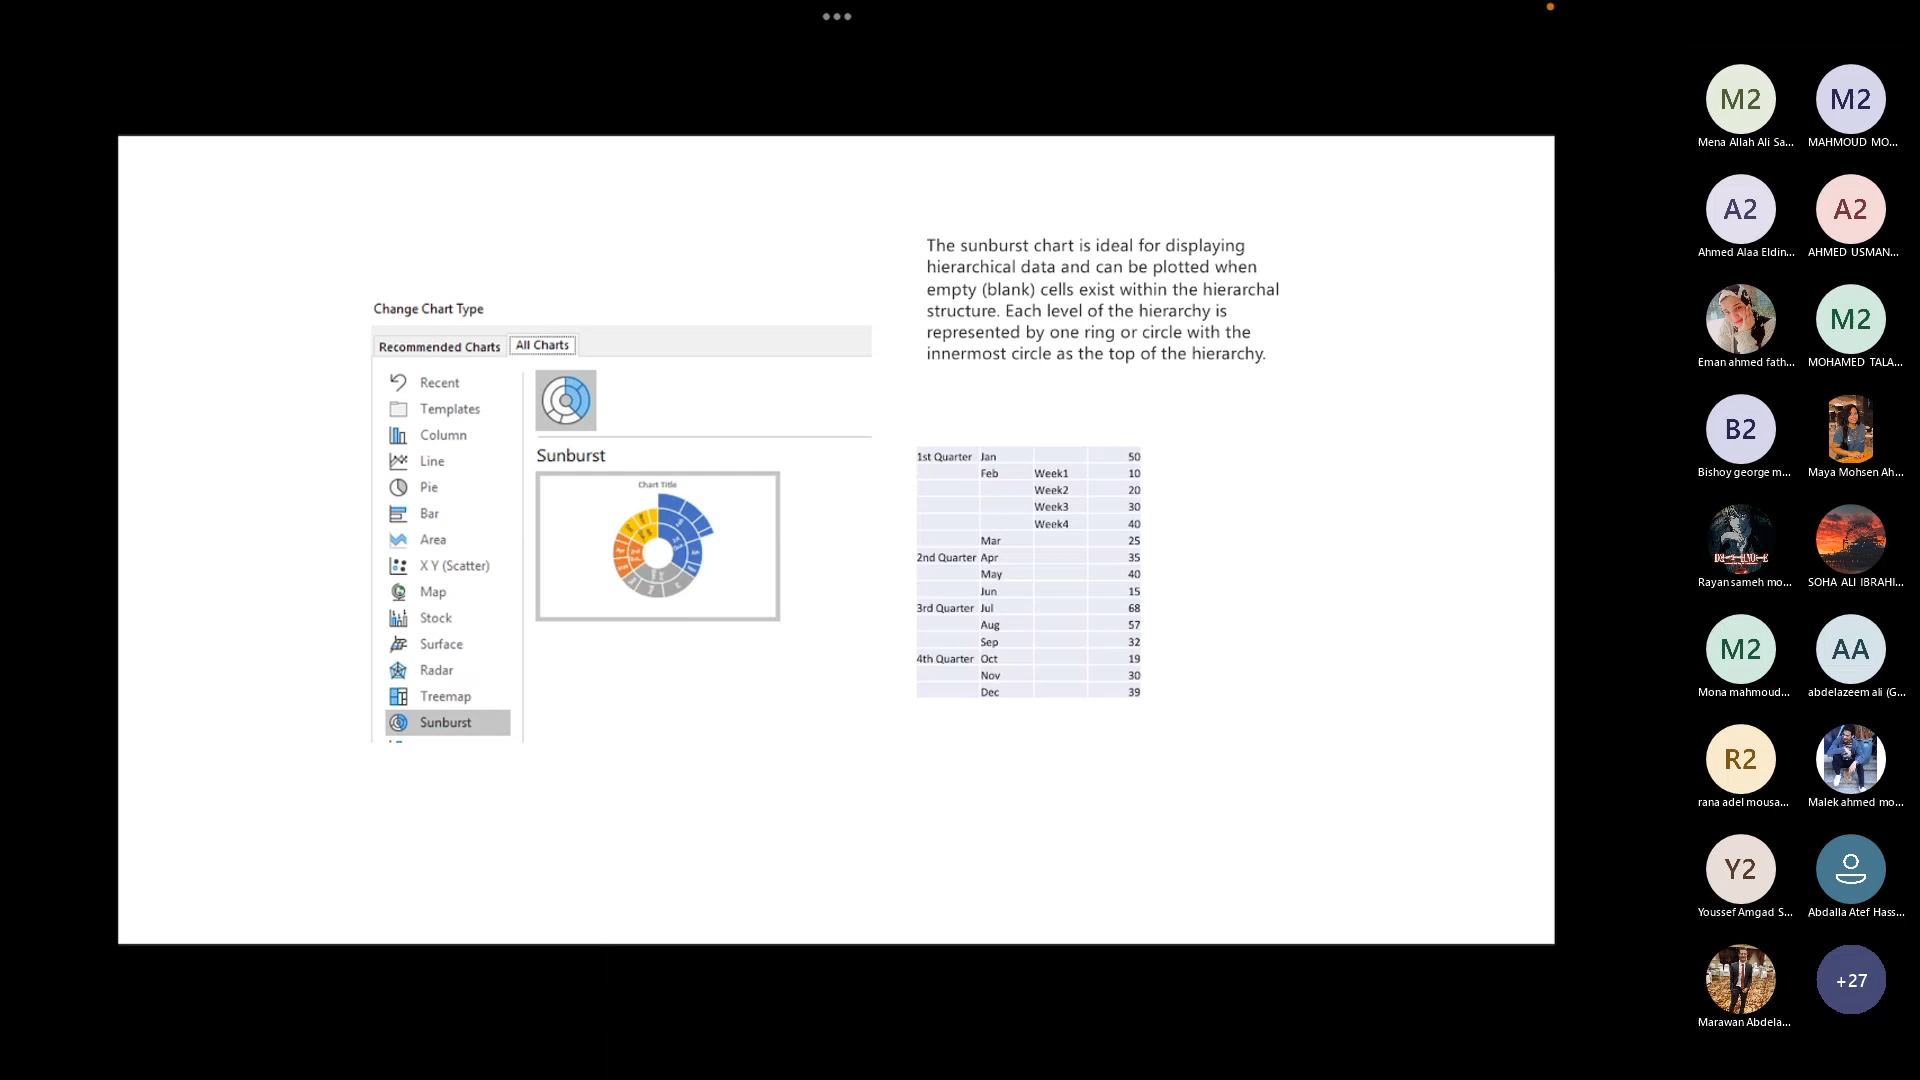 Change Chart Type
Recommended Charts All Charts
Recent
Templates
Column
Line
Pie
Bar
Area
X Y (Scatter)
Map
Stock
Surface
Radar
Treemap
Sunburst
Sunburst
Chart Title
The sunburst chart is ideal for displaying
hierarchical data and can be plotted when
empty (blank) cells exist within the hierarchal
structure. Each level of the hierarchy is
represented by one ring or circle with the
innermost circle as the top of the hierarchy.
1st Quarter Jan 50
Feb Week1 10
Week2 20
Week3 30
Week4 40
Mar 25
2nd Quarter Apr 35
May 40
Jun 15
3rd Quarter Jul 68
Aug 57
Sep 32
4th Quarter Oct 19
Nov 30
Dec 39
M2 M2
Mena Allah Ali Sa... MAHMOUD MO...
A2 A2
Ahmed Alaa Eldin... AHMED USMAN...
M2
Eman ahmed fath... MOHAMED TALA...
B2
Bishoy george m... Maya Mohsen Ah...
Rayan sameh mo... SOHA ALI IBRAHI...
M2 AA
Mona mahmoud... abdelazeem ali (G...
R2
rana adel mousa... Malek ahmed mo...
Y2
Youssef Amgad S... Abdalla Atef Hass...
+27
Marawan Abdela...